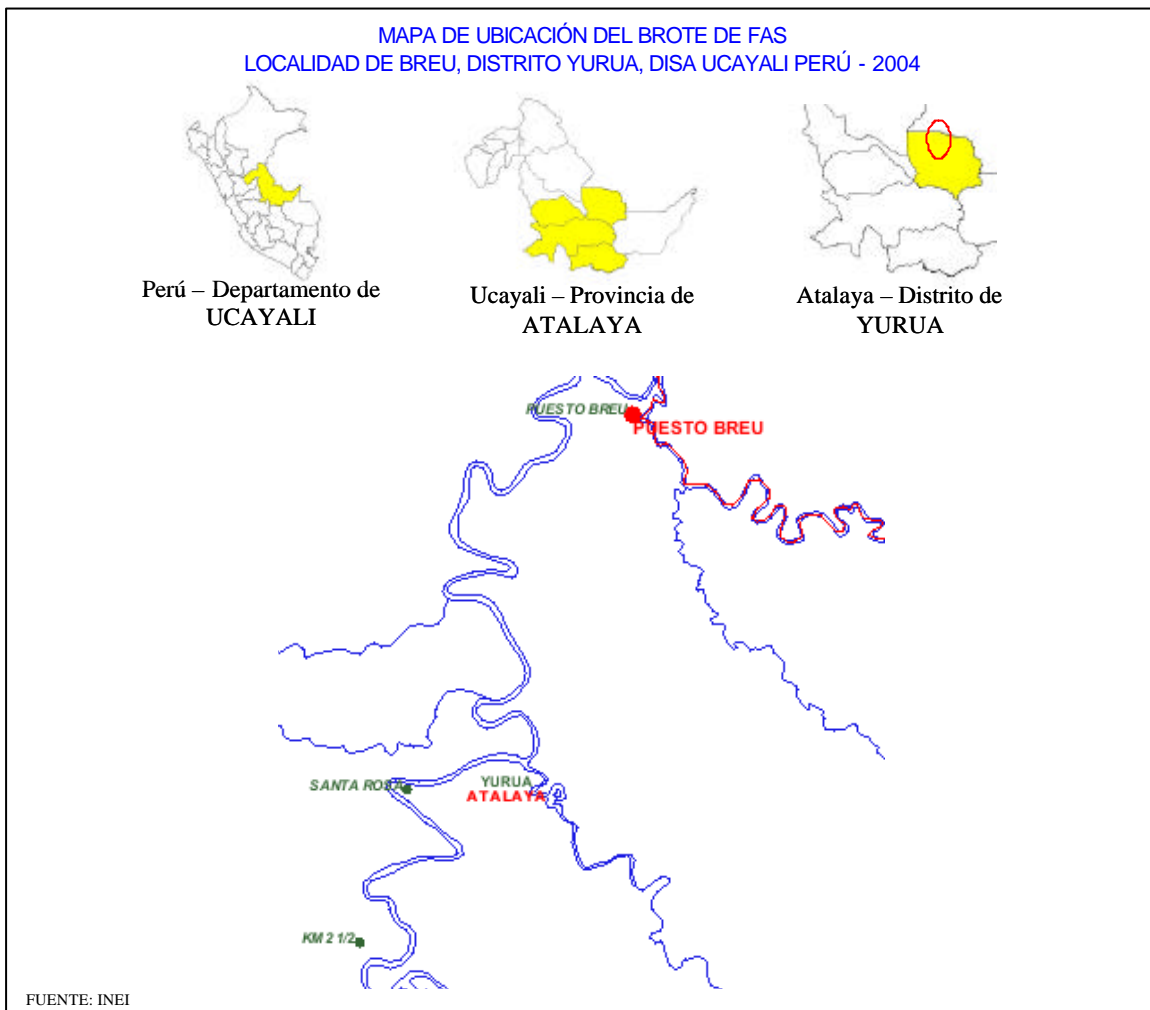 MAPA DE UBICACIÓN DEL BROTE DE FAS
LOCALIDAD DE BREU, DISTRITO YURUA, DISA UCAYALI PERÚ - 2004
Perú – Departamento de
UCAYALI
Ucayali – Provincia de
ATALAYA
Atalaya – Distrito de
YURUA
PUESTO BREU
PUESTO BREU
SANTA ROSA
YURUA
ATALAYA
KM 2 1/2
FUENTE: INEI